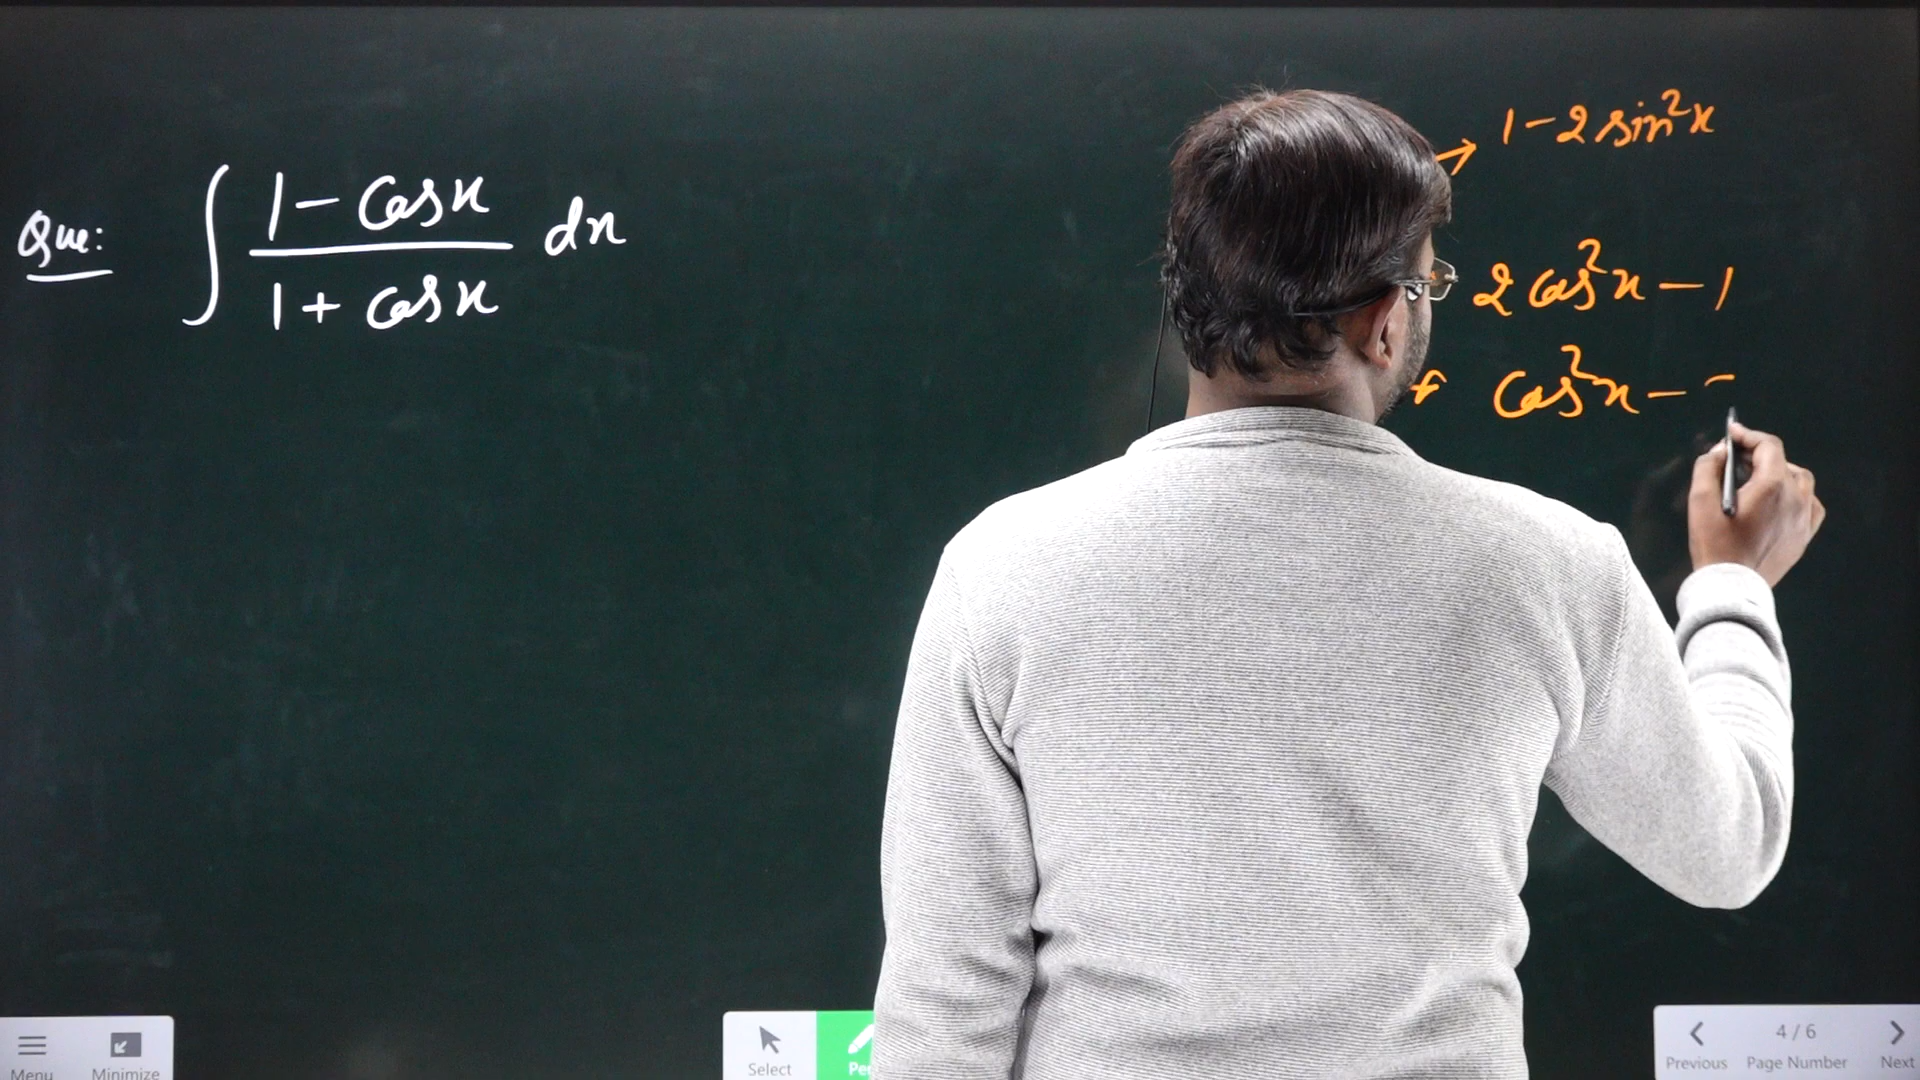 Que: ∫ (1 - cos x)/(1 + cos x) dx
→ 1 - 2 sin²x
2 cos²x - 1
cos²x -
Menu
Minimize
Select
Previous
4 / 6
Page Number
Next